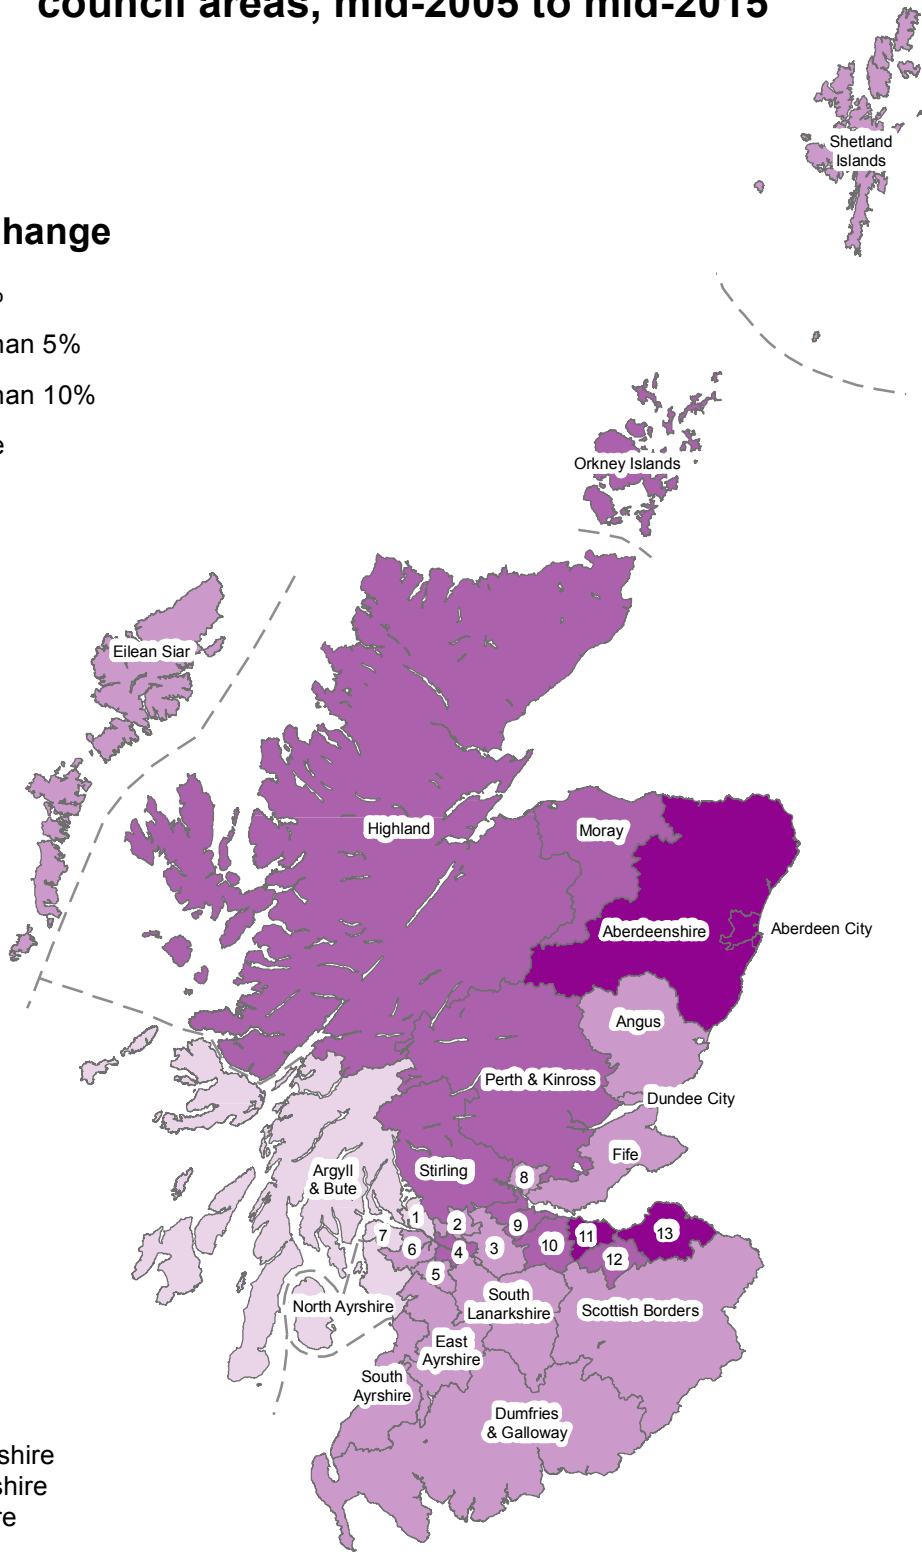 council areas, mid-2005 to mid-2015
Shetland
Islands
hange
han 5%
han 10%
Orkney Islands
Eilean Siar
Highland
Moray
Aberdeenshire
Aberdeen City
Angus
Perth & Kinross
Dundee City
Fife
Argyll
& Bute
Stirling
8
1
2
9
13
7
6
4
3
10
11
12
5
North Ayrshire
South
Lanarkshire
Scottish Borders
East
Ayrshire
South
Ayrshire
Dumfries
& Galloway
shire
shire
re